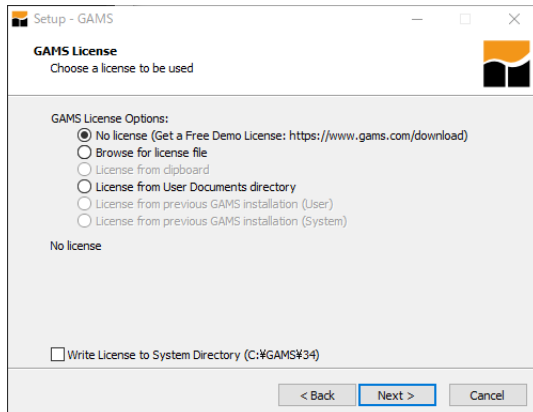 Setup - GAMS
GAMS License
Choose a license to be used
GAMS License Options:
No license (Get a Free Demo License: https://www.gams.com/download)
Browse for license file
License from clipboard
License from User Documents directory
License from previous GAMS installation (User)
License from previous GAMS installation (System)
No license
Write License to System Directory (C:¥GAMS¥34)
< Back
Next >
Cancel